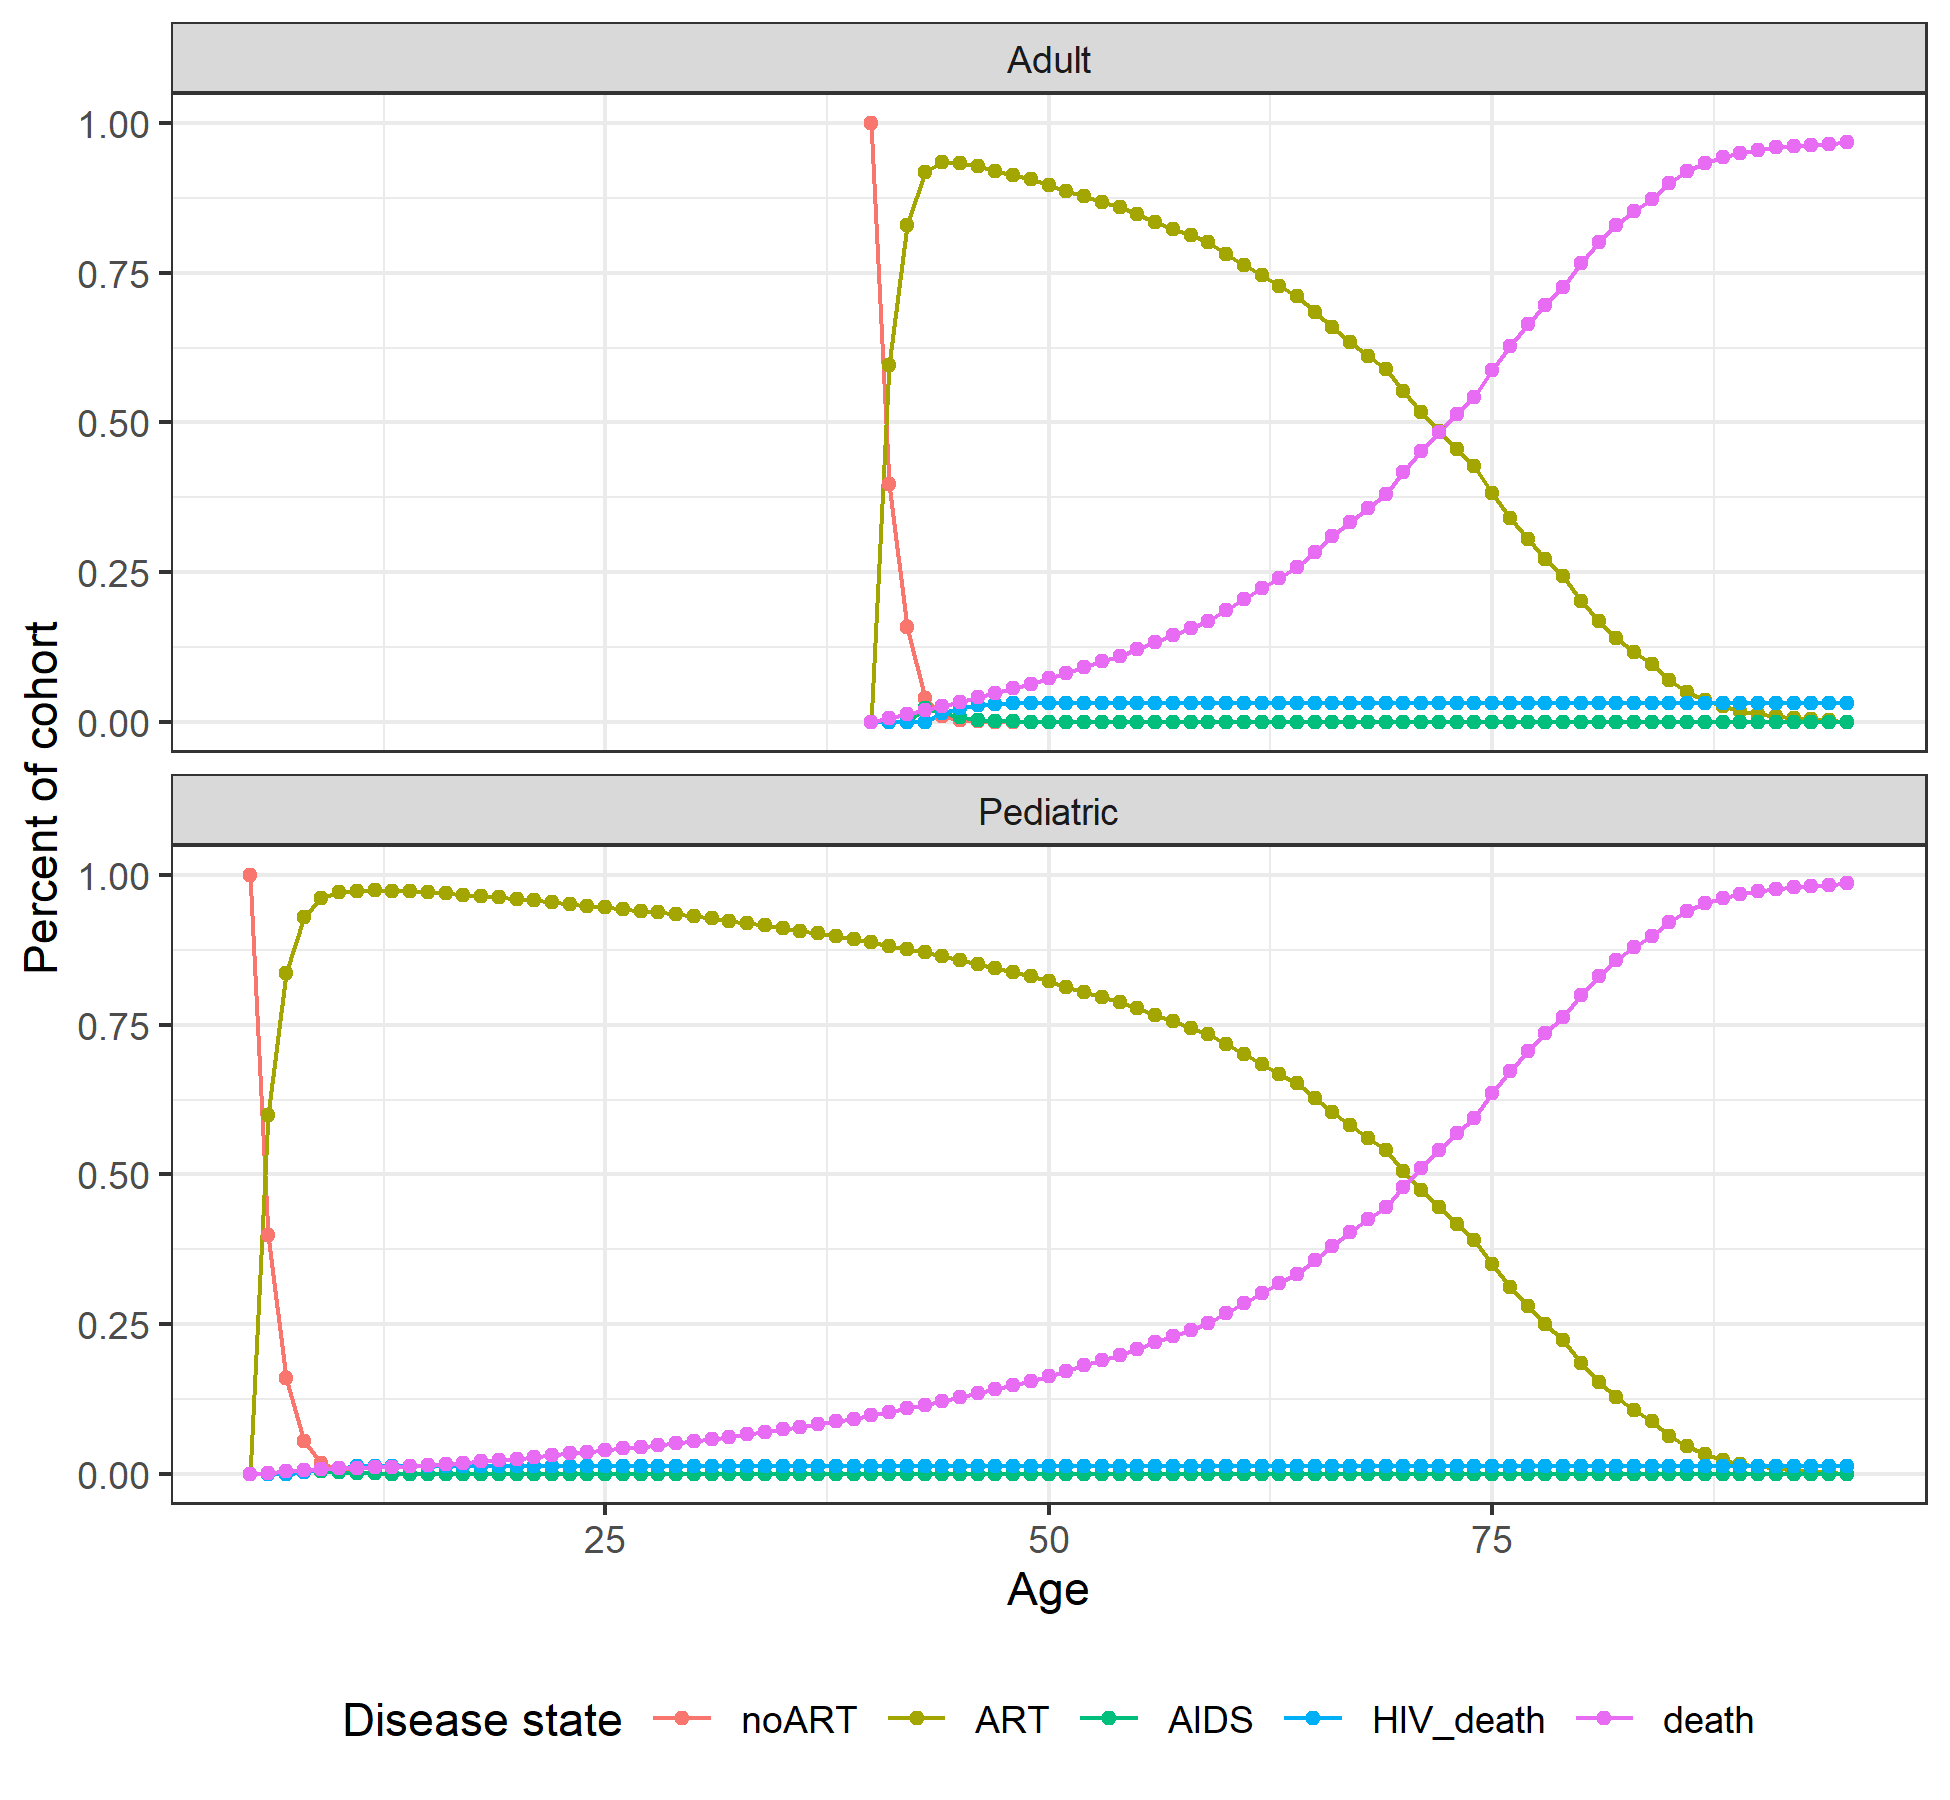 Adult
1.00
0.75
0.50
0.25
0.00
Pediatric
1.00
0.75
0.50
0.25
0.00
Percent of cohort
25 50 75
Age
Disease state noART ART AIDS HIV_death death